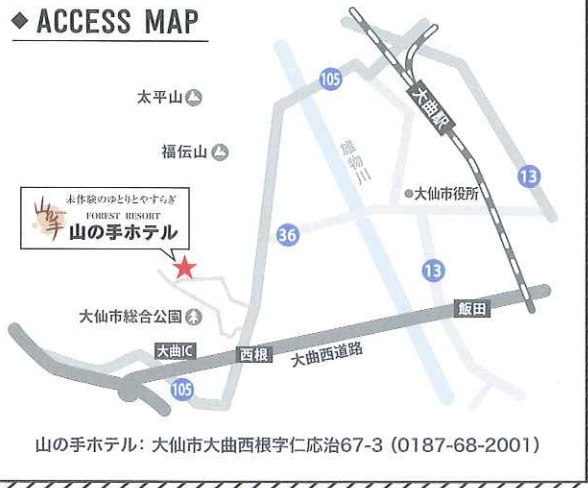 ◆ ACCESS MAP
105
太平山
大曲駅
福伝山
雄物川
13
未体験のゆとりとやすらぎ
FOREST RESORT
山の手ホテル
大仙市役所
36
13
大仙市総合公園
飯田
大曲IC
西根
大曲西道路
105
山の手ホテル：大仙市大曲西根字仁応治67-3（0187-68-2001）